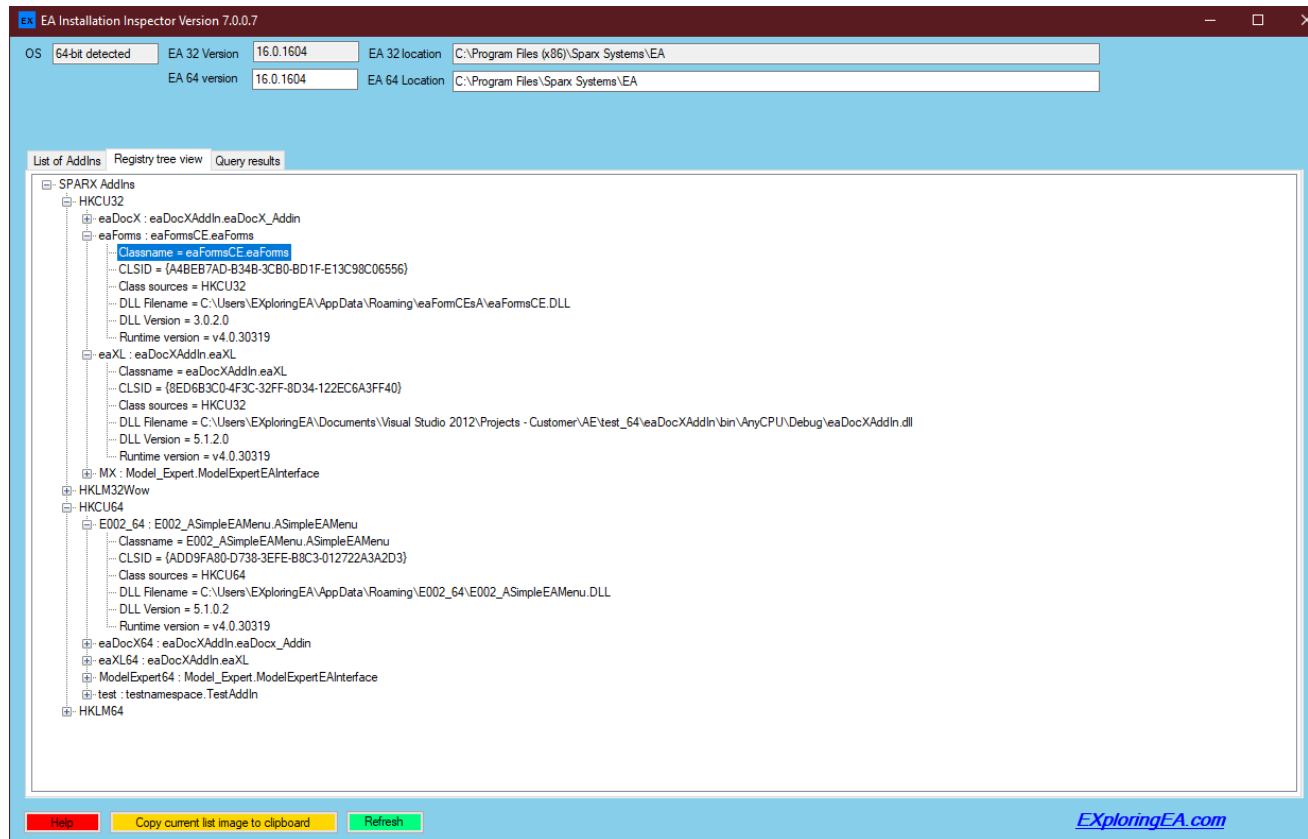 EX EA Installation Inspector Version 7.0.0.7
OS 64-bit detected EA 32 Version 16.0.1604 EA 32 location C:\Program Files (x86)\Sparx Systems\EA
EA 64 version 16.0.1604 EA 64 Location C:\Program Files\Sparx Systems\EA
List of AddIns Registry tree view Query results
SPARX AddIns
HKCU32
eaDocX : eaDocXAddIn.eaDocX_Addin
eaForms : eaFormsCE.eaForms
Classname = eaFormsCE.eaForms
CLSID = {A4BEB7AD-B34B-3CB0-BD1F-E13C98C06556}
Class sources = HKCU32
DLL Filename = C:\Users\EXploringEA\AppData\Roaming\eaFormCEsA\eaFormsCE.DLL
DLL Version = 3.0.2.0
Runtime version = v4.0.30319
eaXL : eaDocXAddIn.eaXL
Classname = eaDocXAddIn.eaXL
CLSID = {8ED6B3C0-4F3C-32FF-8D34-122EC6A3FF40}
Class sources = HKCU32
DLL Filename = C:\Users\EXploringEA\Documents\Visual Studio 2012\Projects - Customer\AE\test_64\eaDocXAddIn\bin\AnyCPU\Debug\eaDocXAddIn.dll
DLL Version = 5.1.2.0
Runtime version = v4.0.30319
MX : Model_Expert.ModelExpertEAInterface
HKLM32Wow
HKCU64
E002_64 : E002_ASimpleEAMenu.ASimpleEAMenu
Classname = E002_ASimpleEAMenu.ASimpleEAMenu
CLSID = {ADD9FA80-D738-3EFE-B8C3-012722A3A2D3}
Class sources = HKCU64
DLL Filename = C:\Users\EXploringEA\AppData\Roaming\E002_64\E002_ASimpleEAMenu.DLL
DLL Version = 5.1.0.2
Runtime version = v4.0.30319
eaDocX64 : eaDocXAddIn.eaDocx_Addin
eaXL64 : eaDocXAddIn.eaXL
ModelExpert64 : Model_Expert.ModelExpertEAInterface
test : testnamespace.TestAddIn
HKLM64
Help Copy current list image to clipboard Refresh EXploringEA.com